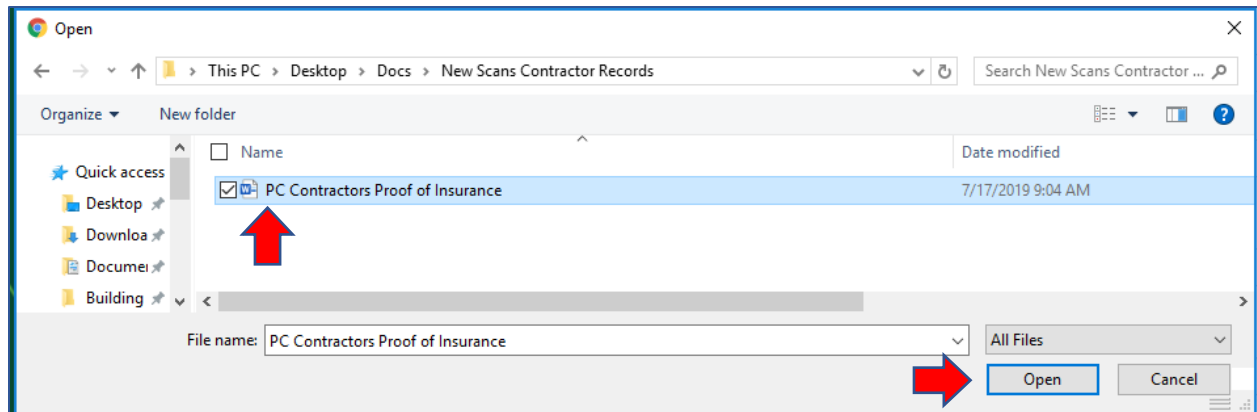 Open
This PC > Desktop > Docs > New Scans Contractor Records
Search New Scans Contractor ...
Organize New folder
Name Date modified
Quick access
PC Contractors Proof of Insurance 7/17/2019 9:04 AM
Desktop
Downloa
Documer
Building
File name: PC Contractors Proof of Insurance All Files
Open Cancel